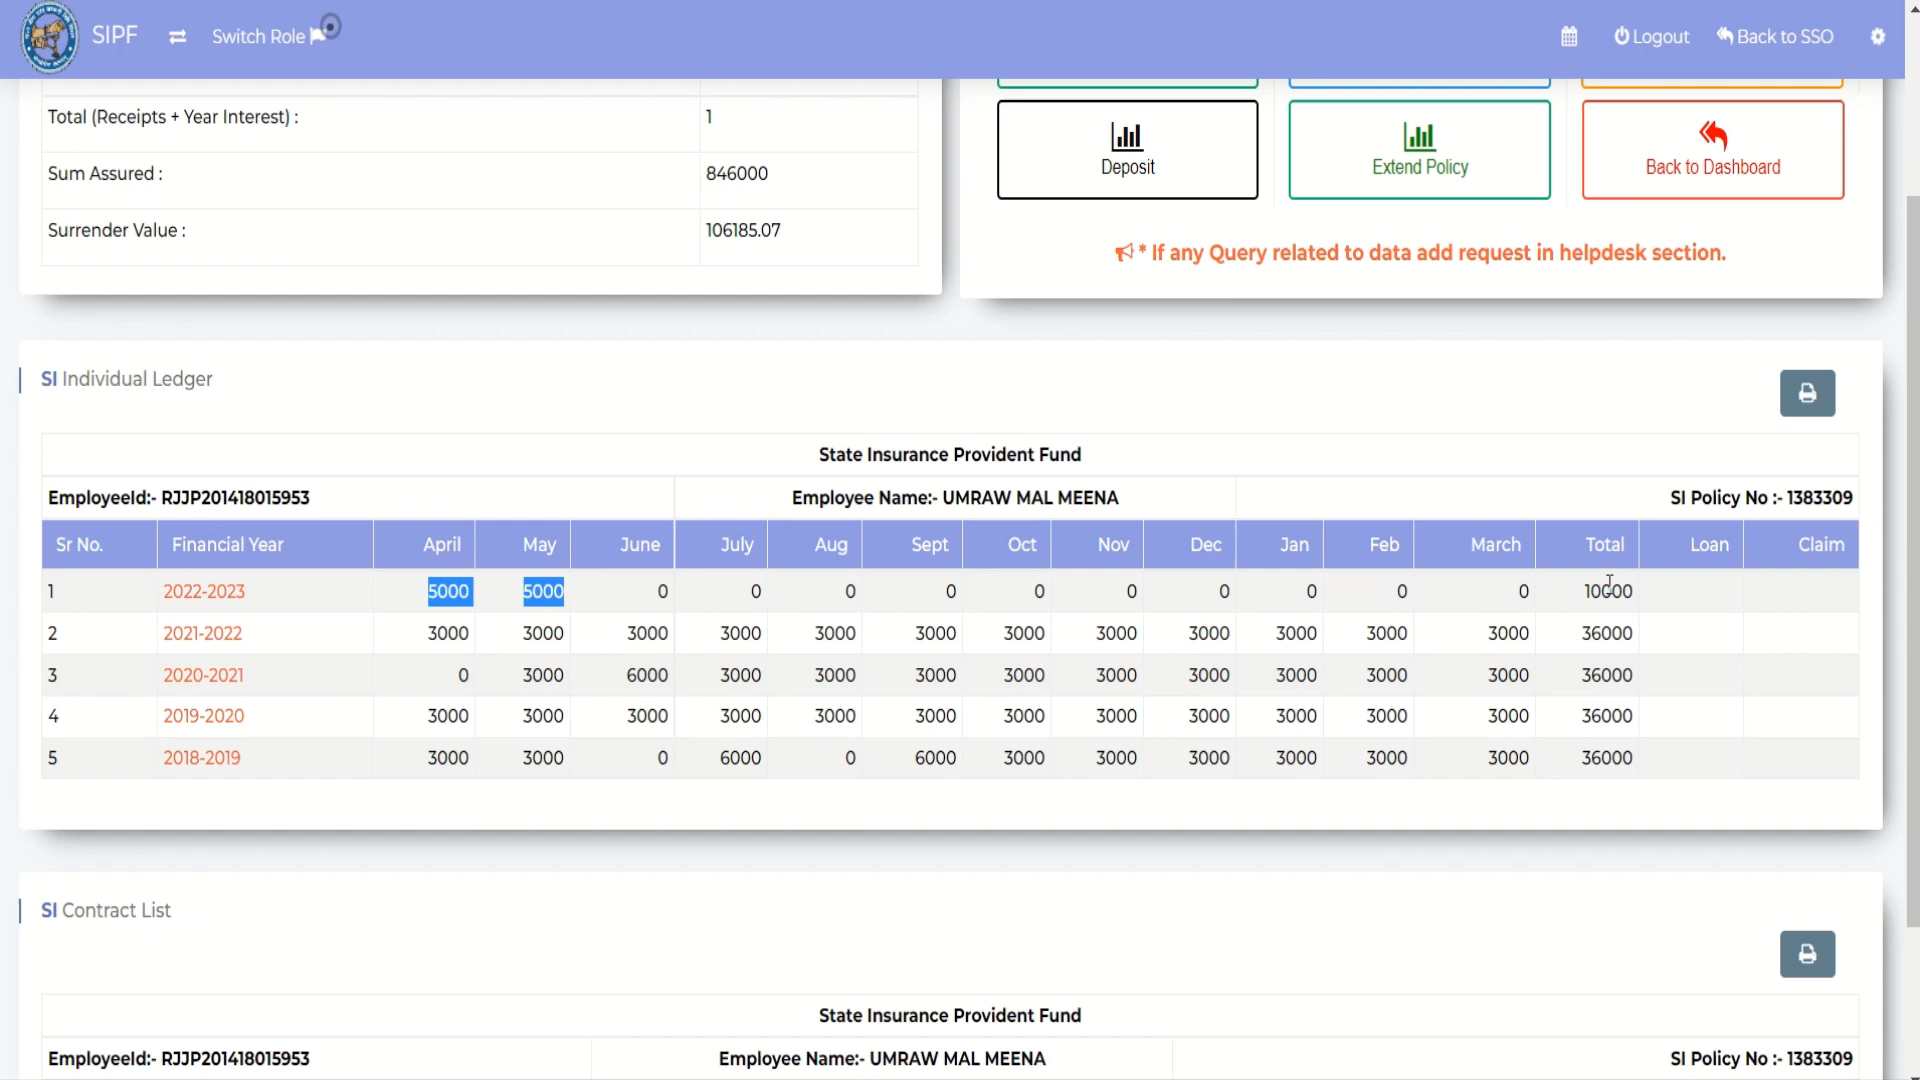 SIPF Switch Role Logout Back to SSO
Total (Receipts + Year Interest) : 1
Sum Assured : 846000
Surrender Value : 106185.07
Deposit Extend Policy Back to Dashboard
* If any Query related to data add request in helpdesk section.
SI Individual Ledger
State Insurance Provident Fund
EmployeeId:- RJJP201418015953 Employee Name:- UMRAW MAL MEENA SI Policy No :- 1383309
Sr No. Financial Year April May June July Aug Sept Oct Nov Dec Jan Feb March Total Loan Claim
1 2022-2023 5000 5000 0 0 0 0 0 0 0 0 0 0 10000
2 2021-2022 3000 3000 3000 3000 3000 3000 3000 3000 3000 3000 3000 3000 36000
3 2020-2021 0 3000 6000 3000 3000 3000 3000 3000 3000 3000 3000 3000 36000
4 2019-2020 3000 3000 3000 3000 3000 3000 3000 3000 3000 3000 3000 3000 36000
5 2018-2019 3000 3000 0 6000 0 6000 3000 3000 3000 3000 3000 3000 36000
SI Contract List
State Insurance Provident Fund
EmployeeId:- RJJP201418015953 Employee Name:- UMRAW MAL MEENA SI Policy No :- 1383309